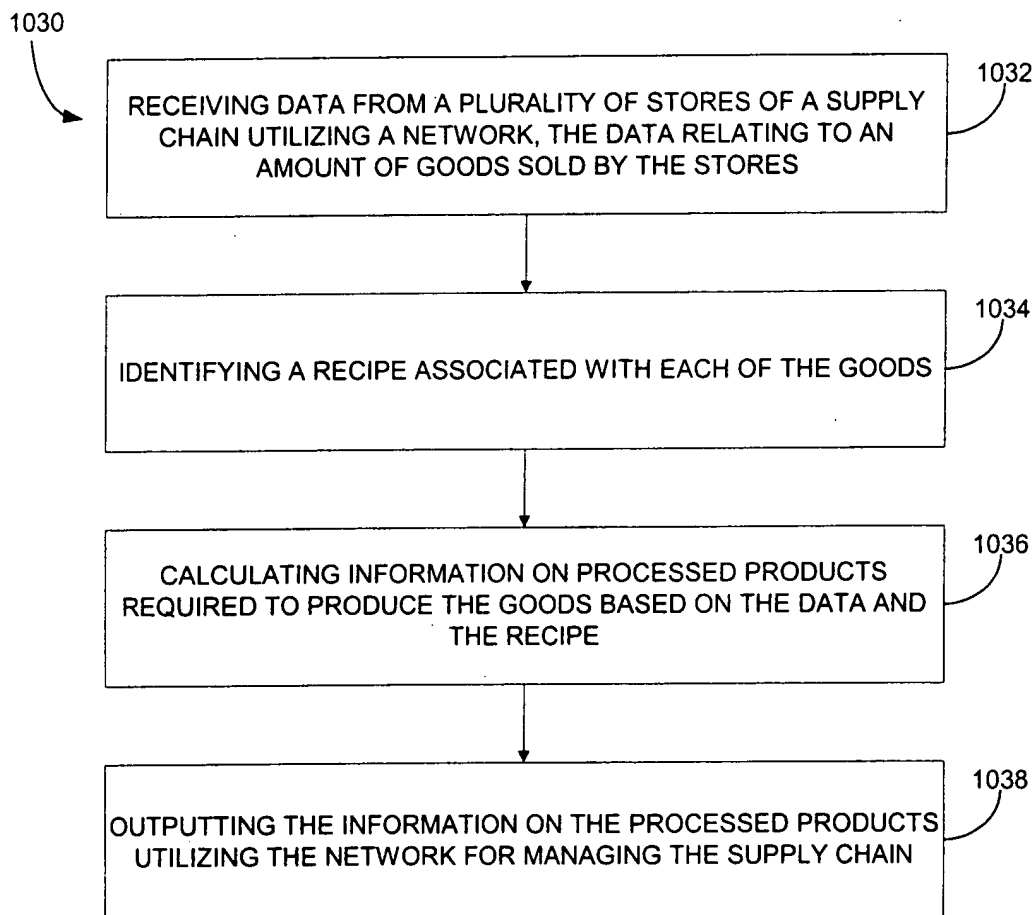 1030
1032
RECEIVING DATA FROM A PLURALITY OF STORES OF A SUPPLY
CHAIN UTILIZING A NETWORK, THE DATA RELATING TO AN
AMOUNT OF GOODS SOLD BY THE STORES
1034
IDENTIFYING A RECIPE ASSOCIATED WITH EACH OF THE GOODS
1036
CALCULATING INFORMATION ON PROCESSED PRODUCTS
REQUIRED TO PRODUCE THE GOODS BASED ON THE DATA AND
THE RECIPE
1038
OUTPUTTING THE INFORMATION ON THE PROCESSED PRODUCTS
UTILIZING THE NETWORK FOR MANAGING THE SUPPLY CHAIN